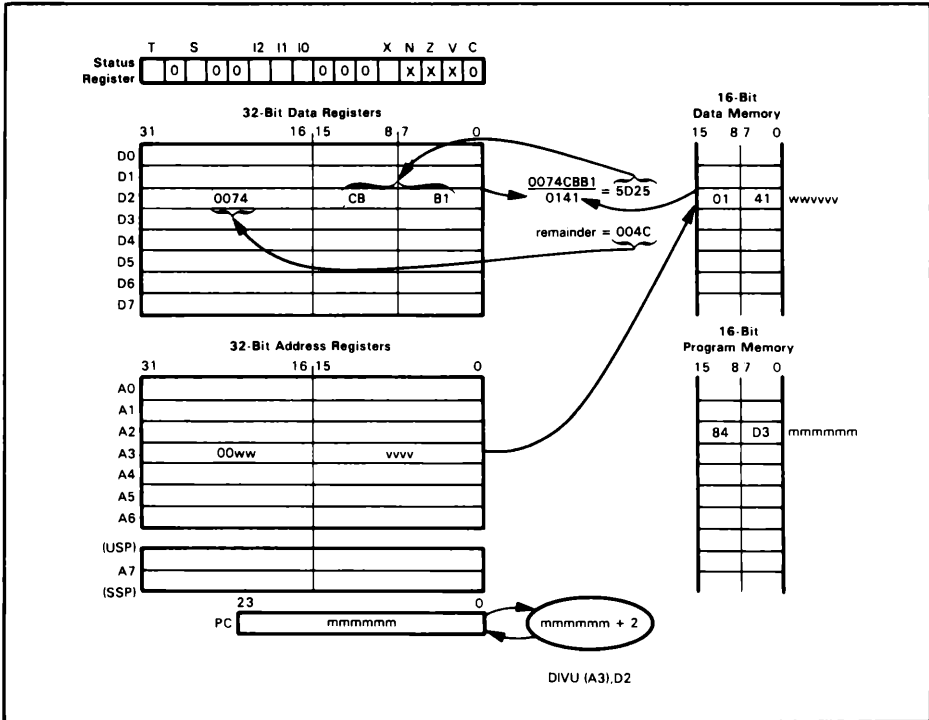 T S I2 I1 I0 X N Z V C
Status
Register
0 0 0 0 0 0 X X X 0
32-Bit Data Registers
31 16 15 8 7 0
D0
D1
D2 0074 CB B1
D3
D4
D5
D6
D7
0074CBB1
0141
= 5D25
remainder = 004C
16-Bit
Data Memory
15 8 7 0
01 41 wwvvvv
32-Bit Address Registers
31 16 15 0
A0
A1
A2
A3 00ww vvvv
A4
A5
A6
(USP)
A7
(SSP)
16-Bit
Program Memory
15 8 7 0
84 D3 mmmmmm
23 0
PC mmmmmm
mmmmmm + 2
DIVU (A3),D2